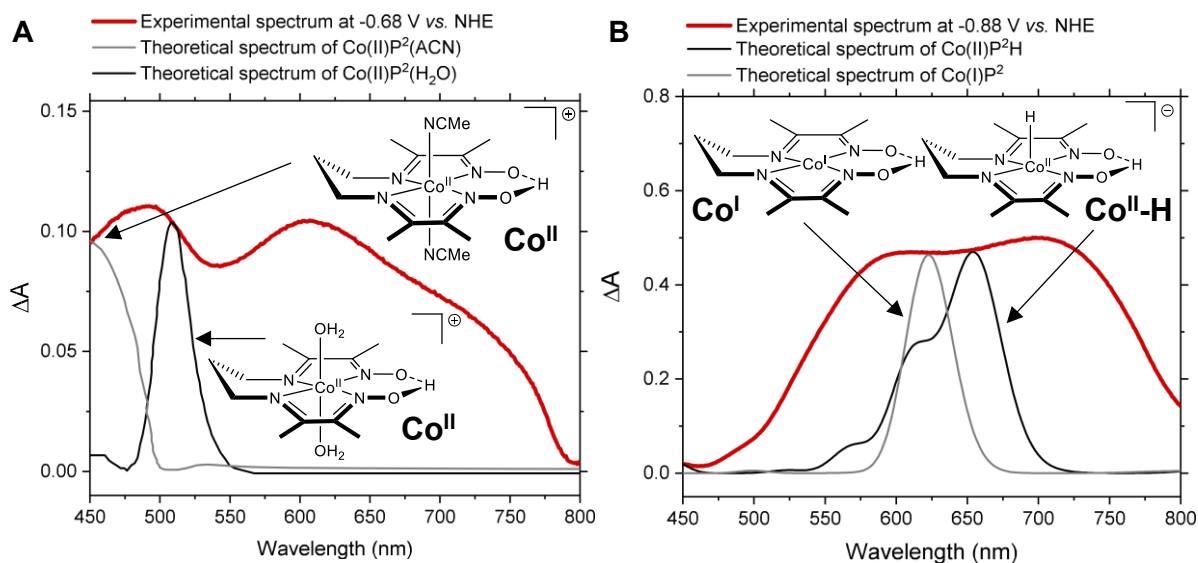 A
Experimental spectrum at -0.68 V vs. NHE
Theoretical spectrum of Co(II)P²(ACN)
Theoretical spectrum of Co(II)P²(H₂O)
0.15
0.10
0.05
0.00
ΔA
450 500 550 600 650 700 750 800
Wavelength (nm)
NCMe
⊕
N N O
Coᴵᴵ H
N N O
NCMe
Coᴵᴵ
OH₂
⊕
N N O
Coᴵᴵ H
N N O
OH₂
Coᴵᴵ
B
Experimental spectrum at -0.88 V vs. NHE
Theoretical spectrum of Co(II)P²H
Theoretical spectrum of Co(I)P²
0.8
0.6
0.4
0.2
0.0
ΔA
450 500 550 600 650 700 750 800
Wavelength (nm)
N N O
Coᴵ H
N N O
Coᴵ
H
⊖
N N O
Coᴵᴵ H
N N O
Coᴵᴵ-H